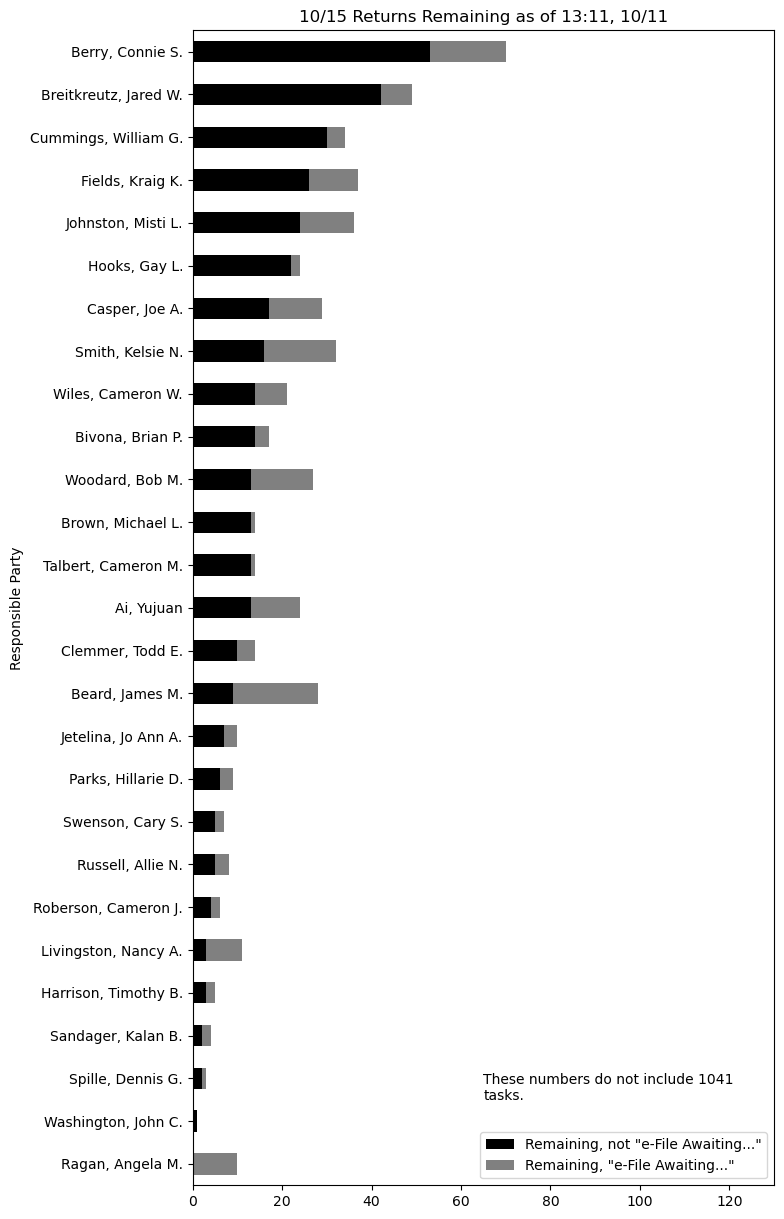 10/15 Returns Remaining as of 13:11, 10/11
Berry, Connie S.
Breitkreutz, Jared W.
Cummings, William G.
Fields, Kraig K.
Johnston, Misti L.
Hooks, Gay L.
Casper, Joe A.
Smith, Kelsie N.
Wiles, Cameron W.
Bivona, Brian P.
Woodard, Bob M.
Brown, Michael L.
Talbert, Cameron M.
Ai, Yujuan
Clemmer, Todd E.
Beard, James M.
Jetelina, Jo Ann A.
Parks, Hillarie D.
Swenson, Cary S.
Russell, Allie N.
Roberson, Cameron J.
Livingston, Nancy A.
Harrison, Timothy B.
Sandager, Kalan B.
Spille, Dennis G.
Washington, John C.
Ragan, Angela M.
Responsible Party
These numbers do not include 1041
tasks.
Remaining, not "e-File Awaiting..."
Remaining, "e-File Awaiting..."
0 20 40 60 80 100 120